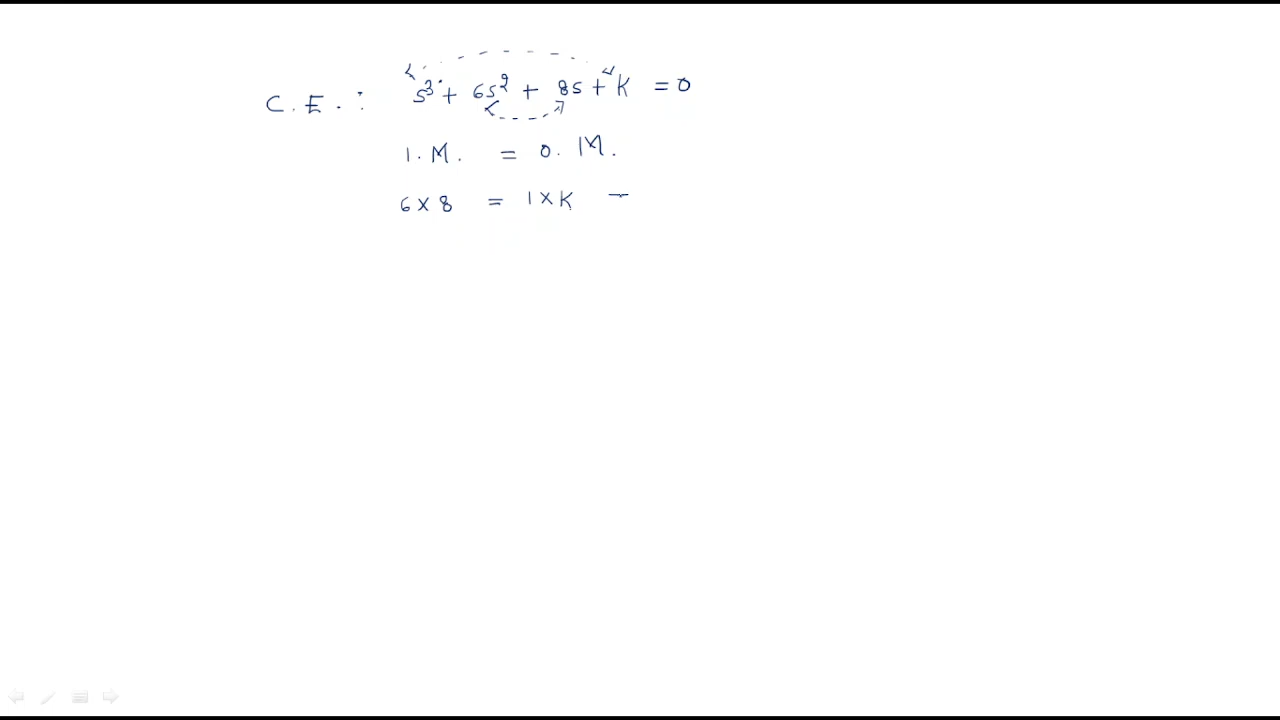 C.E.: s³ + 6s² + 8s + K = 0
I.M. = O.M.
6 × 8 = 1 × K